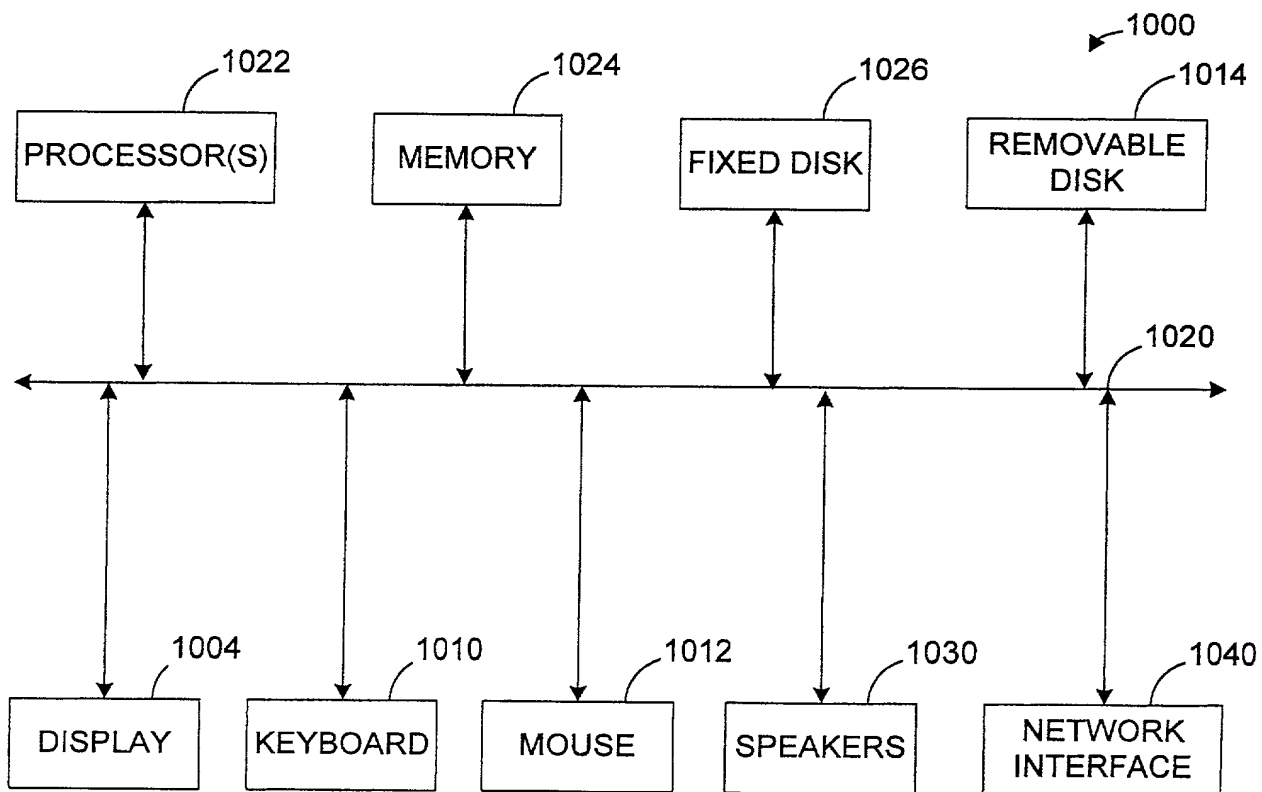 1000
1022
1024
1026
1014
PROCESSOR(S)
MEMORY
FIXED DISK
REMOVABLE
DISK
1020
1004
1010
1012
1030
1040
DISPLAY
KEYBOARD
MOUSE
SPEAKERS
NETWORK
INTERFACE